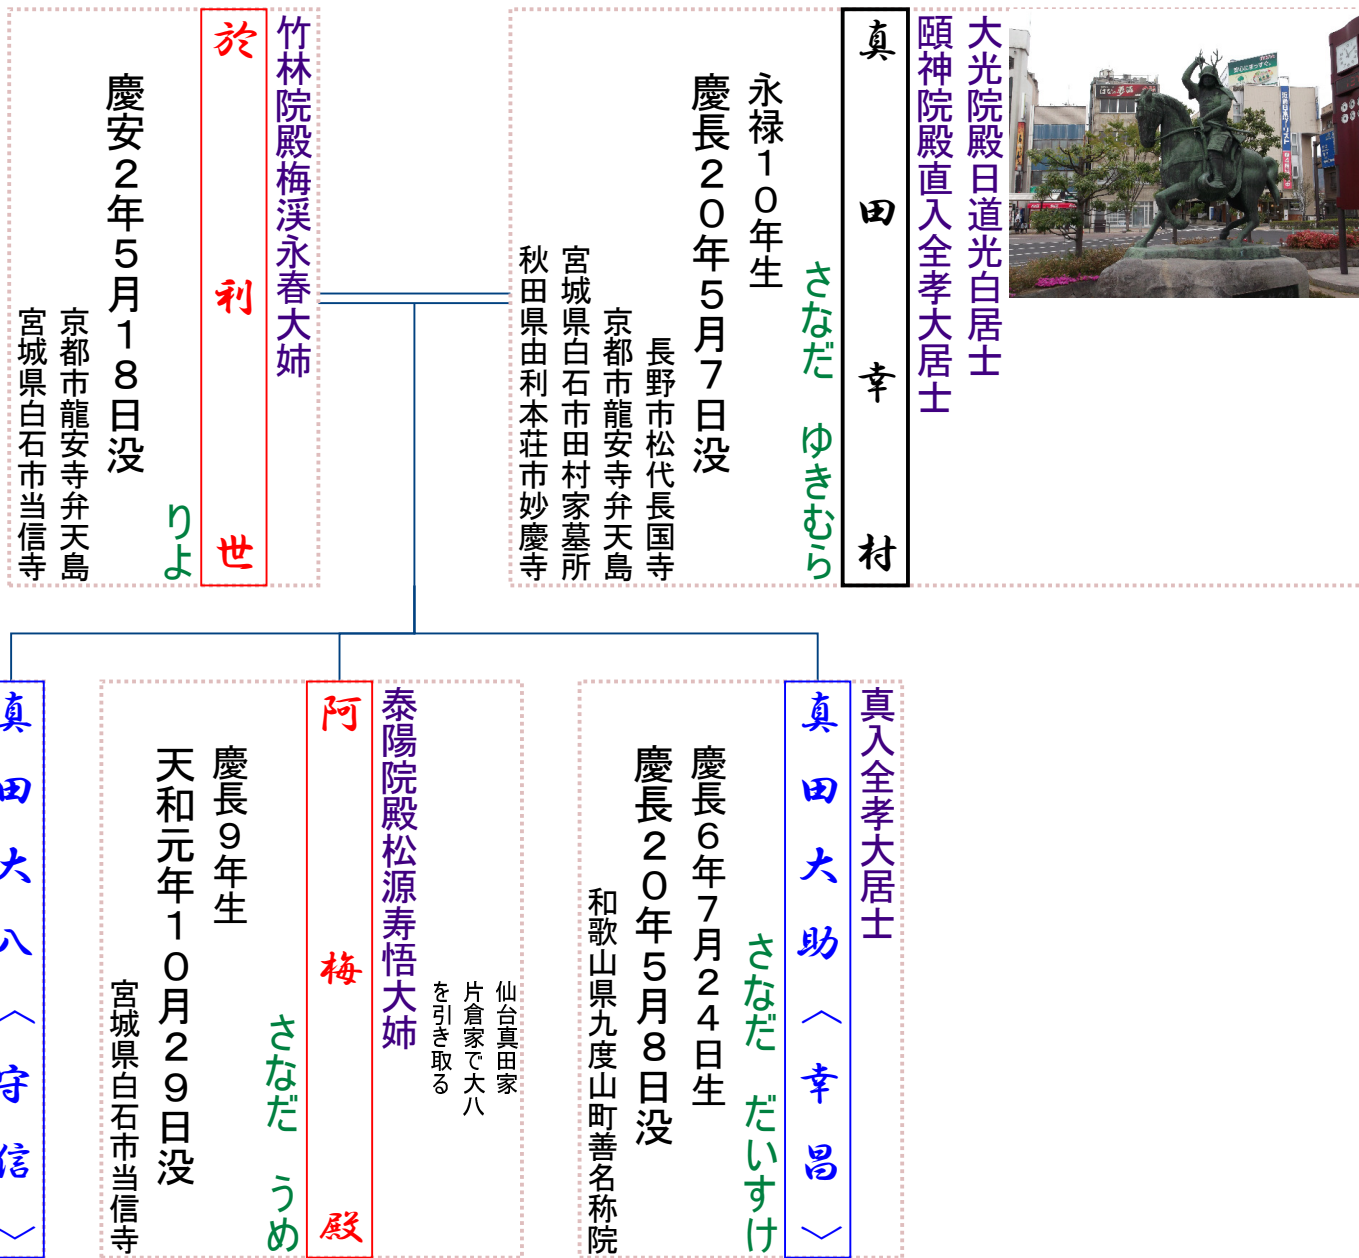 大光院殿日道光白居士
頤神院殿直入全孝大居士
真田幸村
さなだ ゆきむら
永禄10年生
慶長20年5月7日没
長野市松代長国寺
京都市龍安寺弁天島
宮城県白石市田村家墓所
秋田県由利本荘市妙慶寺
竹林院殿梅渓永春大姉
於利世
りよ
慶安2年5月18日没
京都市龍安寺弁天島
宮城県白石市当信寺
真入全孝大居士
真田大助〈幸昌〉
さなだ だいすけ
慶長6年7月24日生
慶長20年5月8日没
和歌山県九度山町善名称院
仙台真田家
片倉家で大八
を引き取る
泰陽院殿松源寿悟大姉
阿梅殿
さなだ うめ
慶長9年生
天和元年10月29日没
宮城県白石市当信寺
真田大八〈守信〉